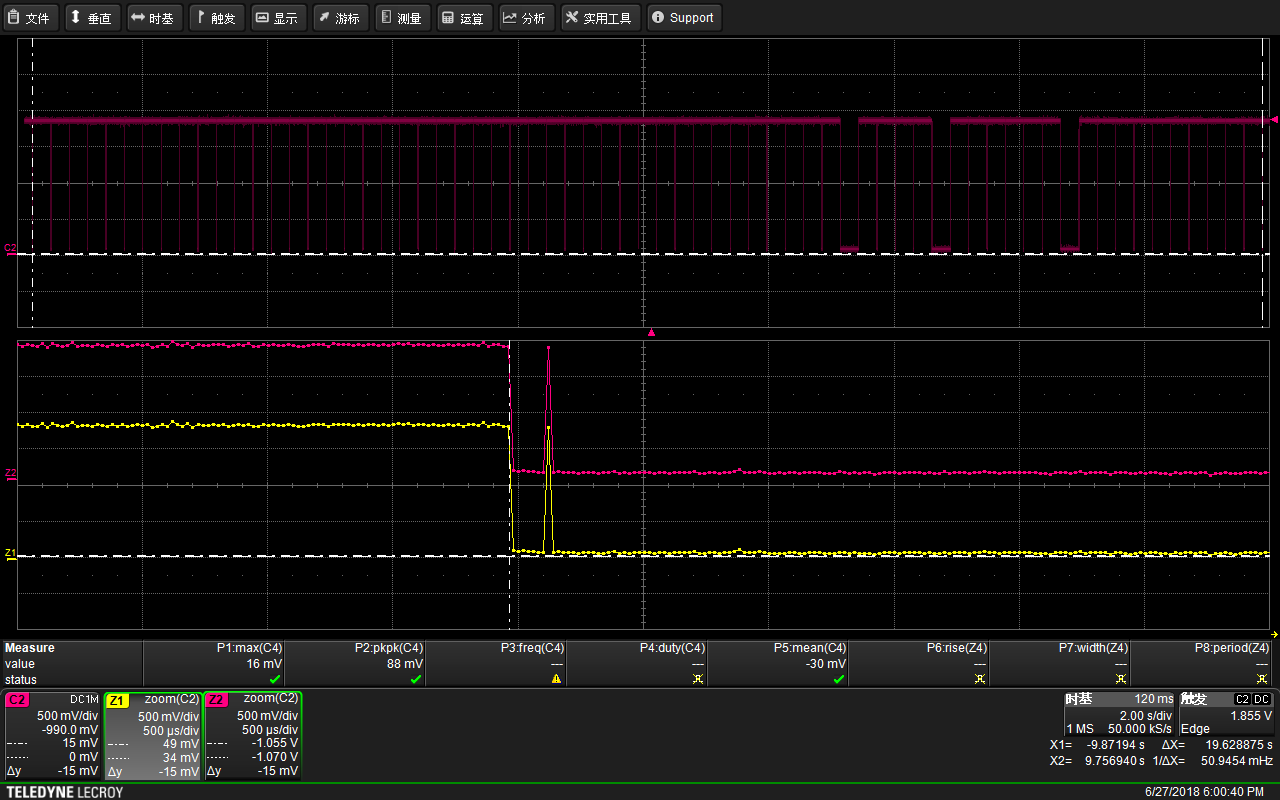 文件 垂直 时基 触发 显示 游标 测量 运算 分析 实用工具 Support
C2
Z2
Z1
Measure P1:max(C4) P2:pkpk(C4) P3:freq(C4) P4:duty(C4) P5:mean(C4) P6:rise(Z4) P7:width(Z4) P8:period(Z4)
value 16 mV 88 mV --- --- -30 mV --- --- ---
status
C2 DC1M
500 mV/div
-990.0 mV
15 mV
0 mV
Δy -15 mV
Z1 zoom(C2)
500 mV/div
500 µs/div
49 mV
34 mV
Δy -15 mV
Z2 zoom(C2)
500 mV/div
500 µs/div
-1.055 V
-1.070 V
Δy -15 mV
时基 120 ms
2.00 s/div
1 MS 50.000 kS/s
触发 C2 DC
1.855 V
Edge
X1= -9.87194 s ΔX= 19.628875 s
X2= 9.756940 s 1/ΔX= 50.9454 mHz
TELEDYNE LECROY
6/27/2018 6:00:40 PM